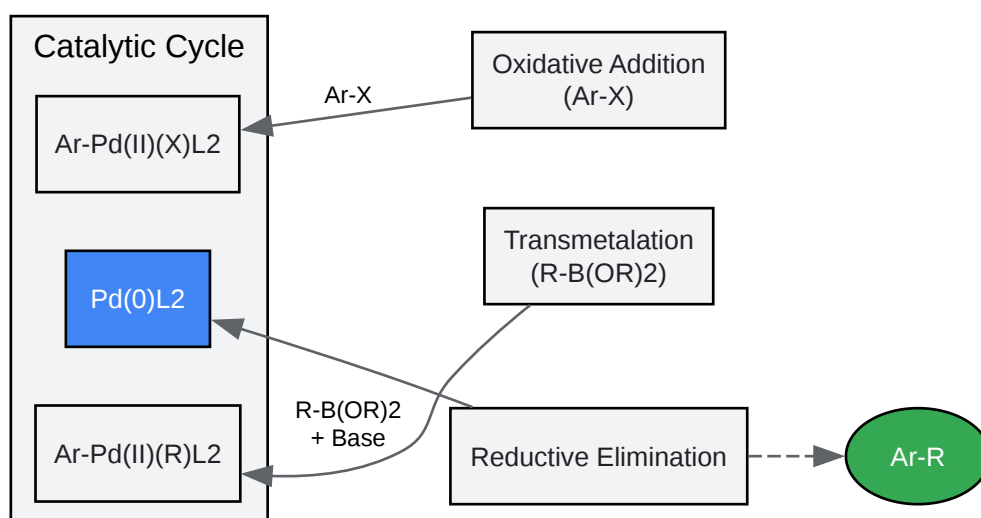 Catalytic Cycle
Oxidative Addition
(Ar-X)
Ar-X
Ar-Pd(II)(X)L2
Transmetalation
(R-B(OR)2)
Pd(0)L2
R-B(OR)2
+ Base
Ar-Pd(II)(R)L2
Reductive Elimination
Ar-R